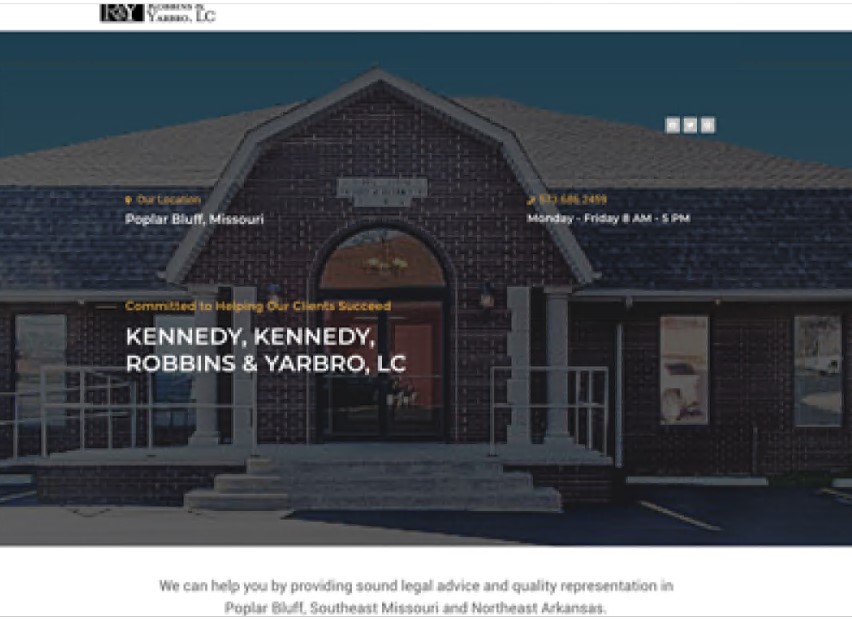 ROBBINS &
YARBRO, LC
Our Location
Poplar Bluff, Missouri
573.686.2459
Monday - Friday 8 AM - 5 PM
Committed to Helping Our Clients Succeed
KENNEDY, KENNEDY,
ROBBINS & YARBRO, LC
We can help you by providing sound legal advice and quality representation in
Poplar Bluff, Southeast Missouri and Northeast Arkansas.